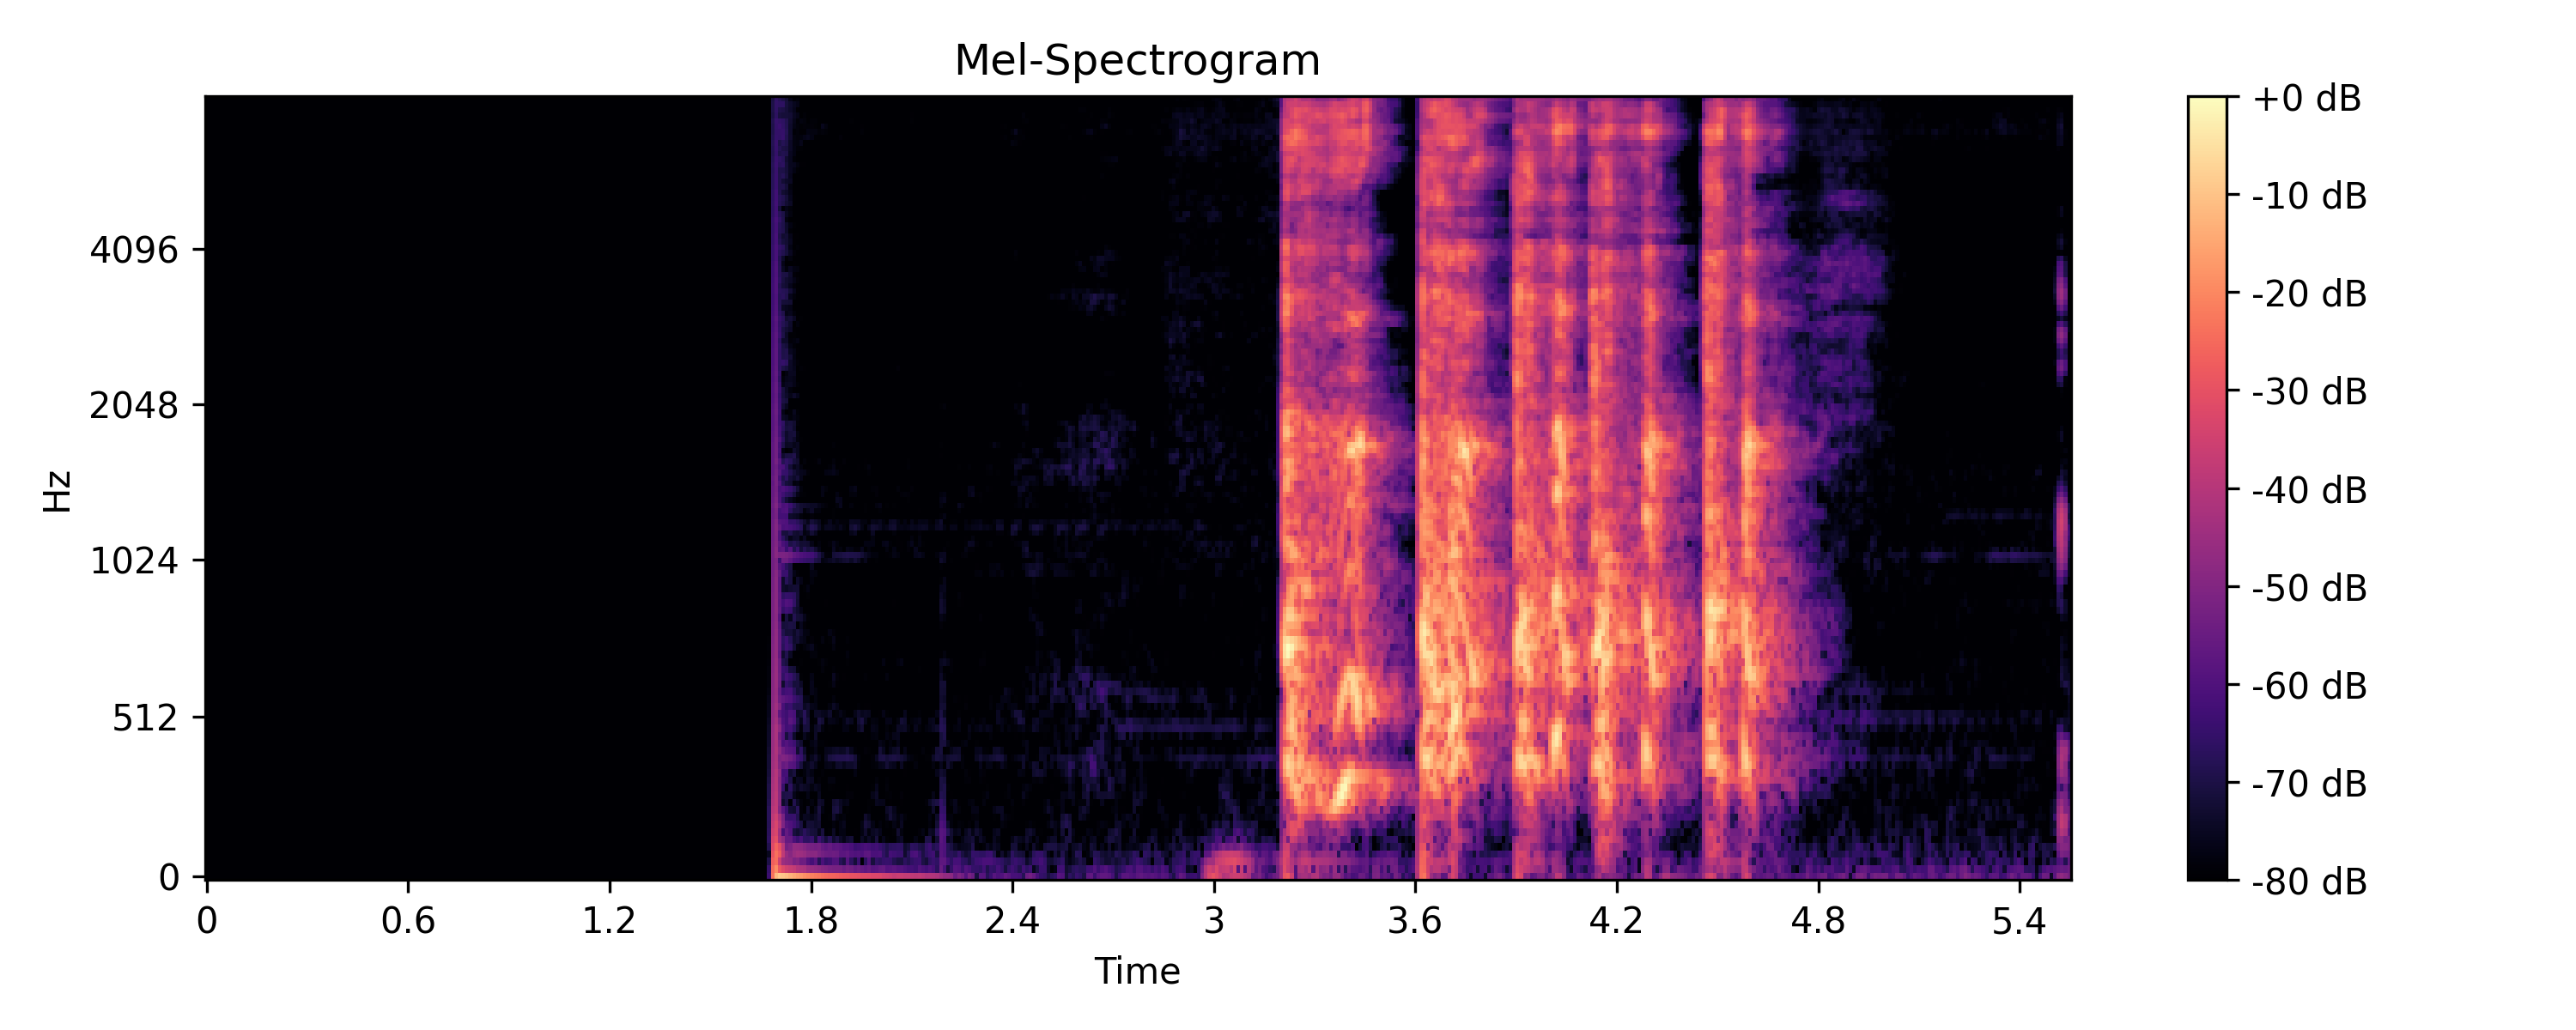 Mel-Spectrogram
+0 dB
-10 dB
-20 dB
-30 dB
-40 dB
-50 dB
-60 dB
-70 dB
-80 dB
Hz
4096
2048
1024
512
0
0 0.6 1.2 1.8 2.4 3 3.6 4.2 4.8 5.4
Time